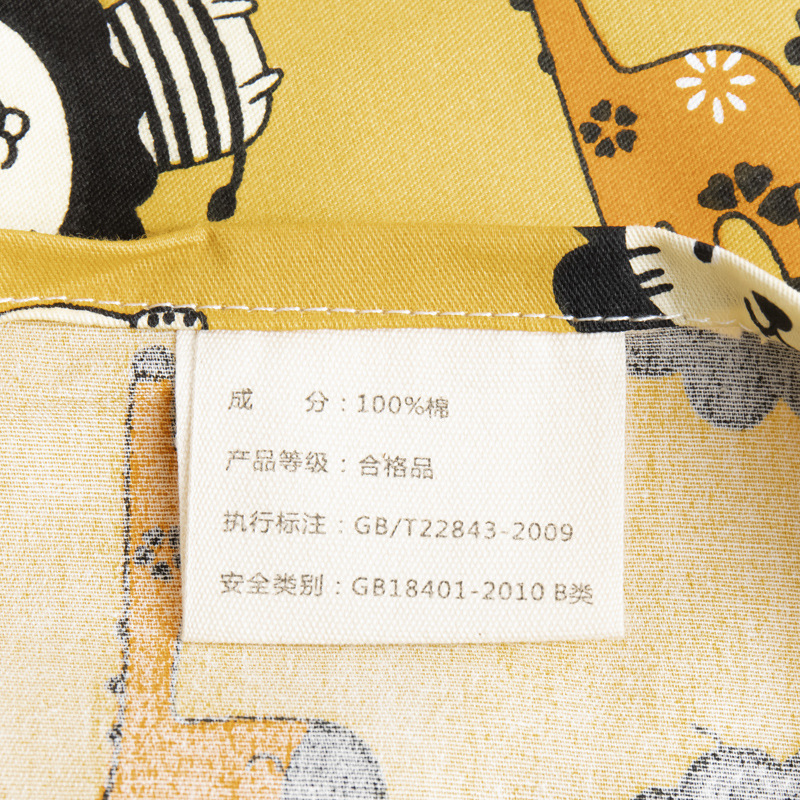 成　　分：100%棉
产品等级：合格品
执行标注：GB/T22843-2009
安全类别：GB18401-2010 B类